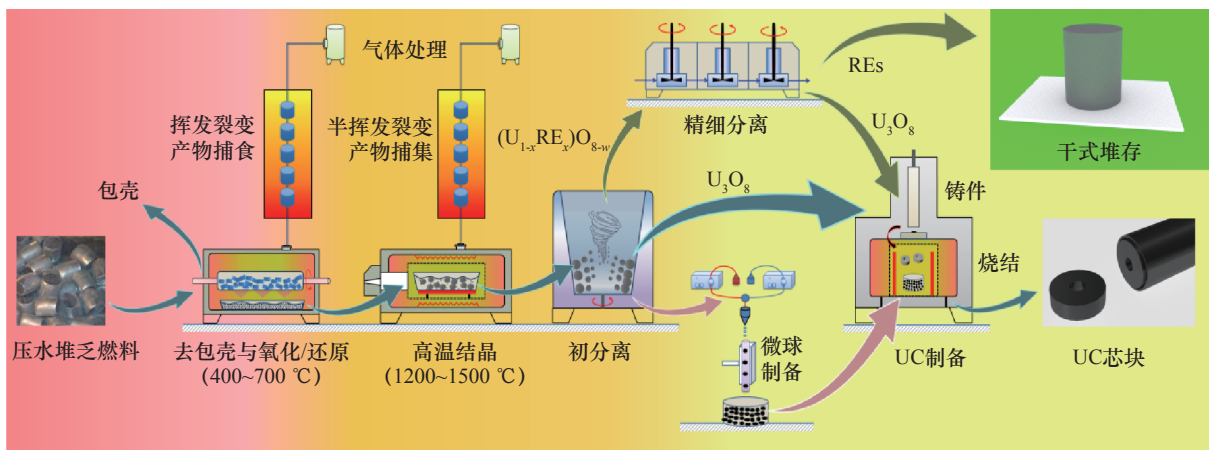 气体处理
挥发裂变
产物捕食
半挥发裂变
产物捕集
包壳
(U₁₋ₓREₓ)O₈₋w
精细分离
REs
U₃O₈
干式堆存
U₃O₈
铸件
烧结
压水堆乏燃料
去包壳与氧化/还原
(400~700 ℃)
高温结晶
(1200~1500 ℃)
初分离
微球
制备
UC制备
UC芯块